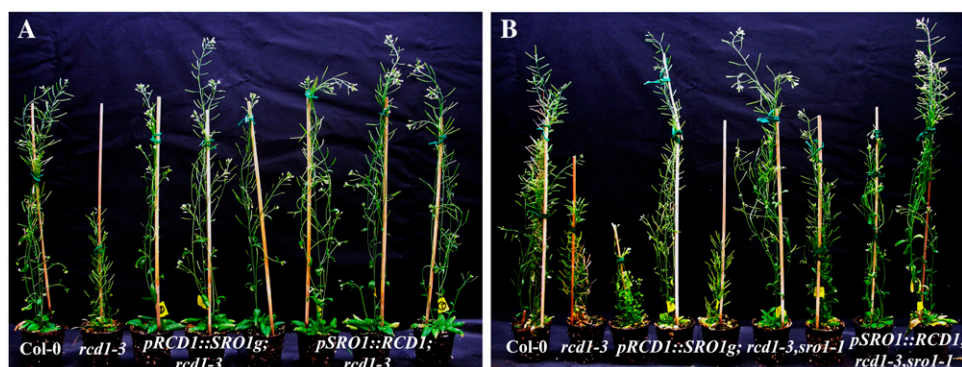 A
Col-0 rcd1-3 pRCD1::SRO1g; pSRO1::RCD1;
rcd1-3 rcd1-3
B
Col-0 rcd1-3 pRCD1::SRO1g; rcd1-3,sro1-1 pSRO1::RCD1;
rcd1-3,sro1-1